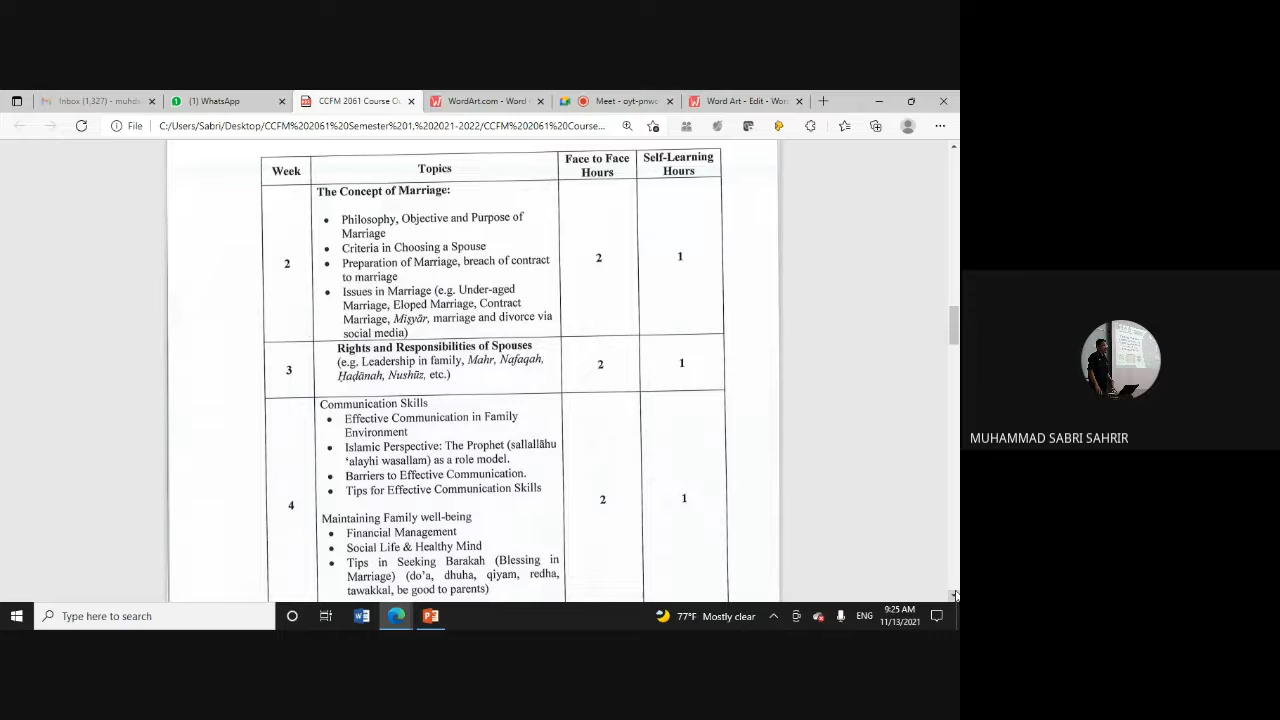 Inbox (1,327) - muhds
(1) WhatsApp
CCFM 2061 Course Ou
WordArt.com - Word
Meet - oyt-pnwc
Word Art - Edit - Wor
File
C:/Users/Sabri/Desktop/CCFM%202061%20Semester%201,%202021-2022/CCFM%202061%20Course...
Week
Topics
Face to Face
Hours
Self-Learning
Hours
The Concept of Marriage:
• Philosophy, Objective and Purpose of
Marriage
• Criteria in Choosing a Spouse
• Preparation of Marriage, breach of contract
to marriage
• Issues in Marriage (e.g. Under-aged
Marriage, Eloped Marriage, Contract
Marriage, Misyār, marriage and divorce via
social media)
2
2
1
Rights and Responsibilities of Spouses
(e.g. Leadership in family, Mahr, Nafaqah,
Ḥaḍānah, Nushūz, etc.)
3
2
1
Communication Skills
• Effective Communication in Family
Environment
• Islamic Perspective: The Prophet (sallallāhu
‘alayhi wasallam) as a role model.
• Barriers to Effective Communication.
• Tips for Effective Communication Skills
4
2
1
Maintaining Family well-being
• Financial Management
• Social Life & Healthy Mind
• Tips in Seeking Barakah (Blessing in
Marriage) (do’a, dhuha, qiyam, redha,
tawakkal, be good to parents)
MUHAMMAD SABRI SAHRIR
Type here to search
77°F Mostly clear
ENG
9:25 AM
11/13/2021